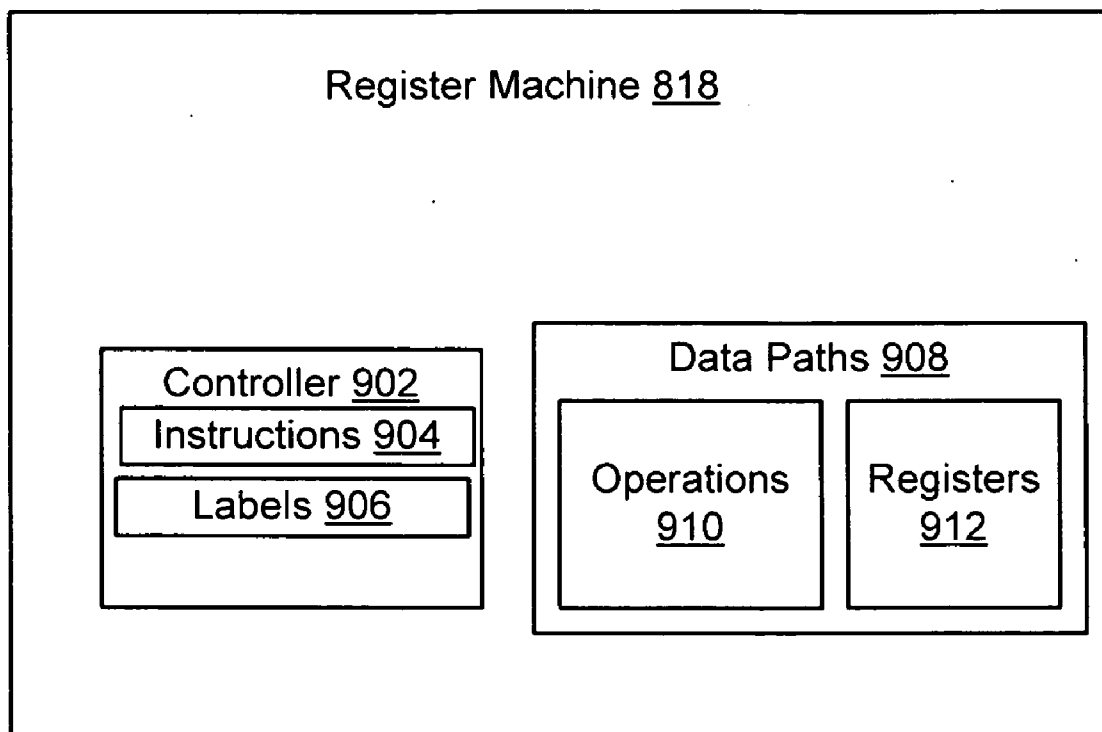 Register Machine 818
Controller 902
Instructions 904
Labels 906
Data Paths 908
Operations
910
Registers
912